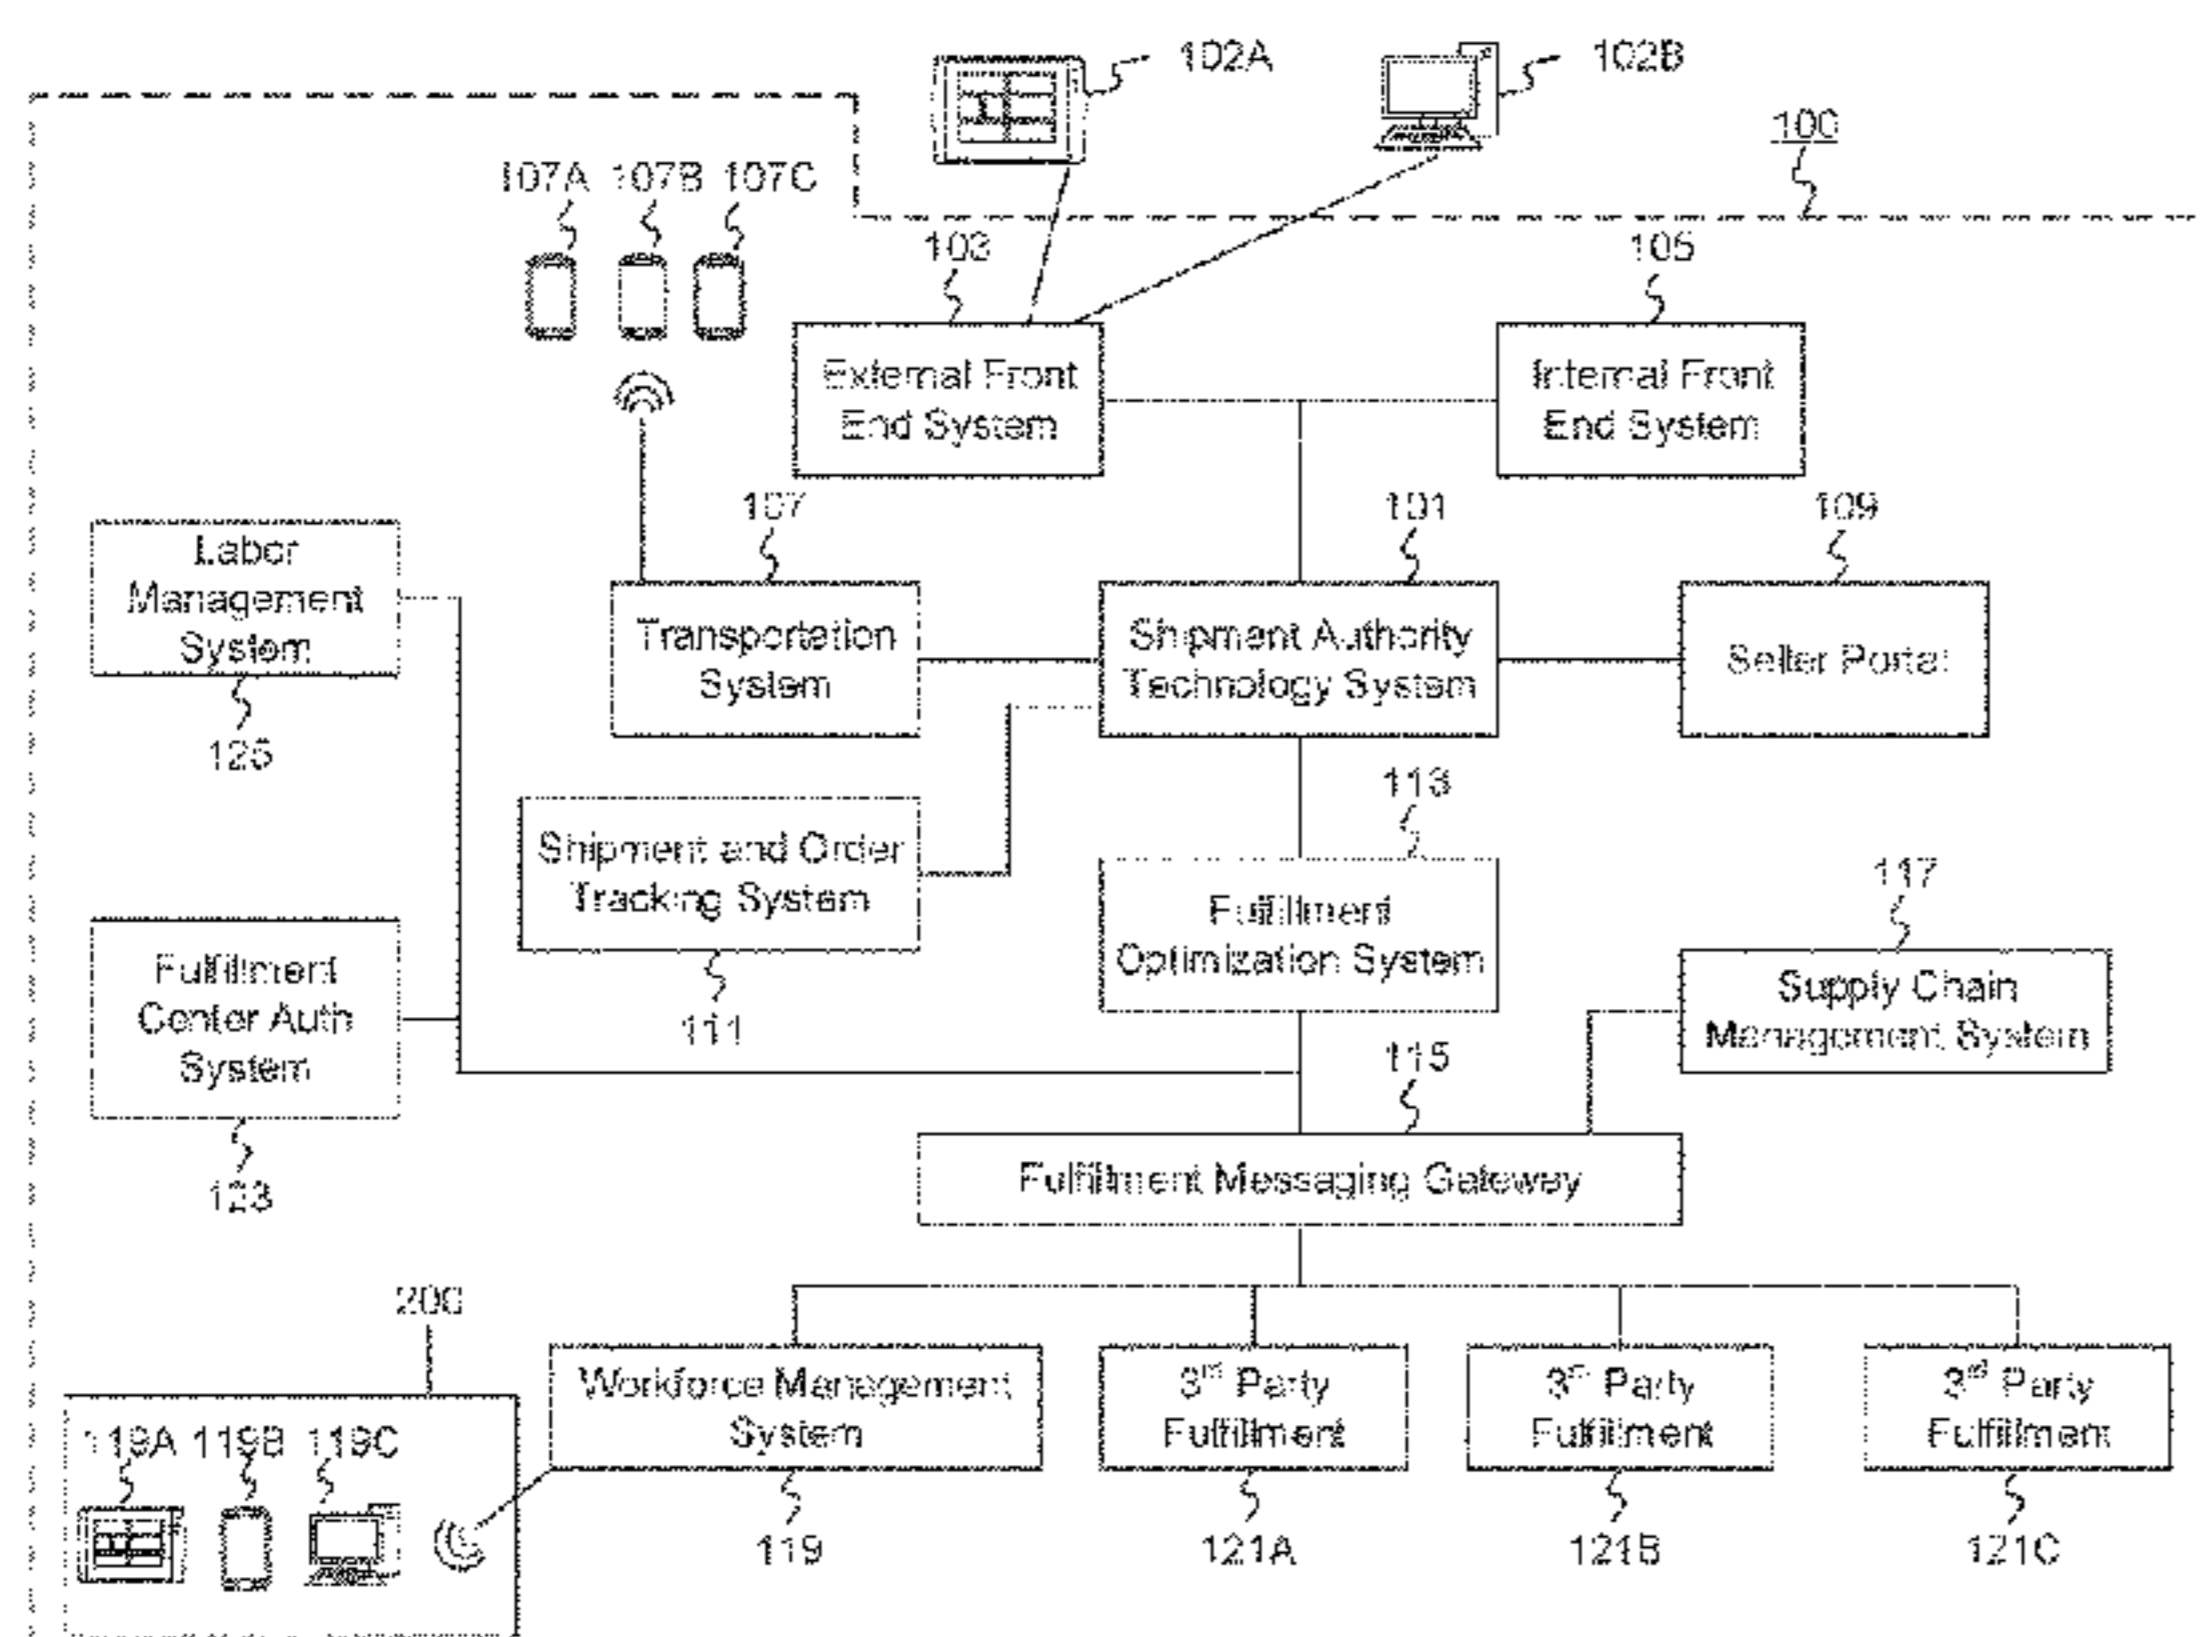 102A
102B
100
107A 107B 107C
103
105
External Front
End System
Internal Front
End System
107
101
109
Labor
Management
System
Transportation
System
Shipment Authority
Technology System
Seller Portal
125
113
Shipment and Order
Tracking System
117
Fulfillment
Optimization System
Fulfillment
Center Auth
System
Supply Chain
Management System
111
115
Fulfillment Messaging Gateway
123
200
Workforce Management
System
3rd Party
Fulfillment
3rd Party
Fulfillment
3rd Party
Fulfillment
119A 119B 119C
119
121A
121B
121C